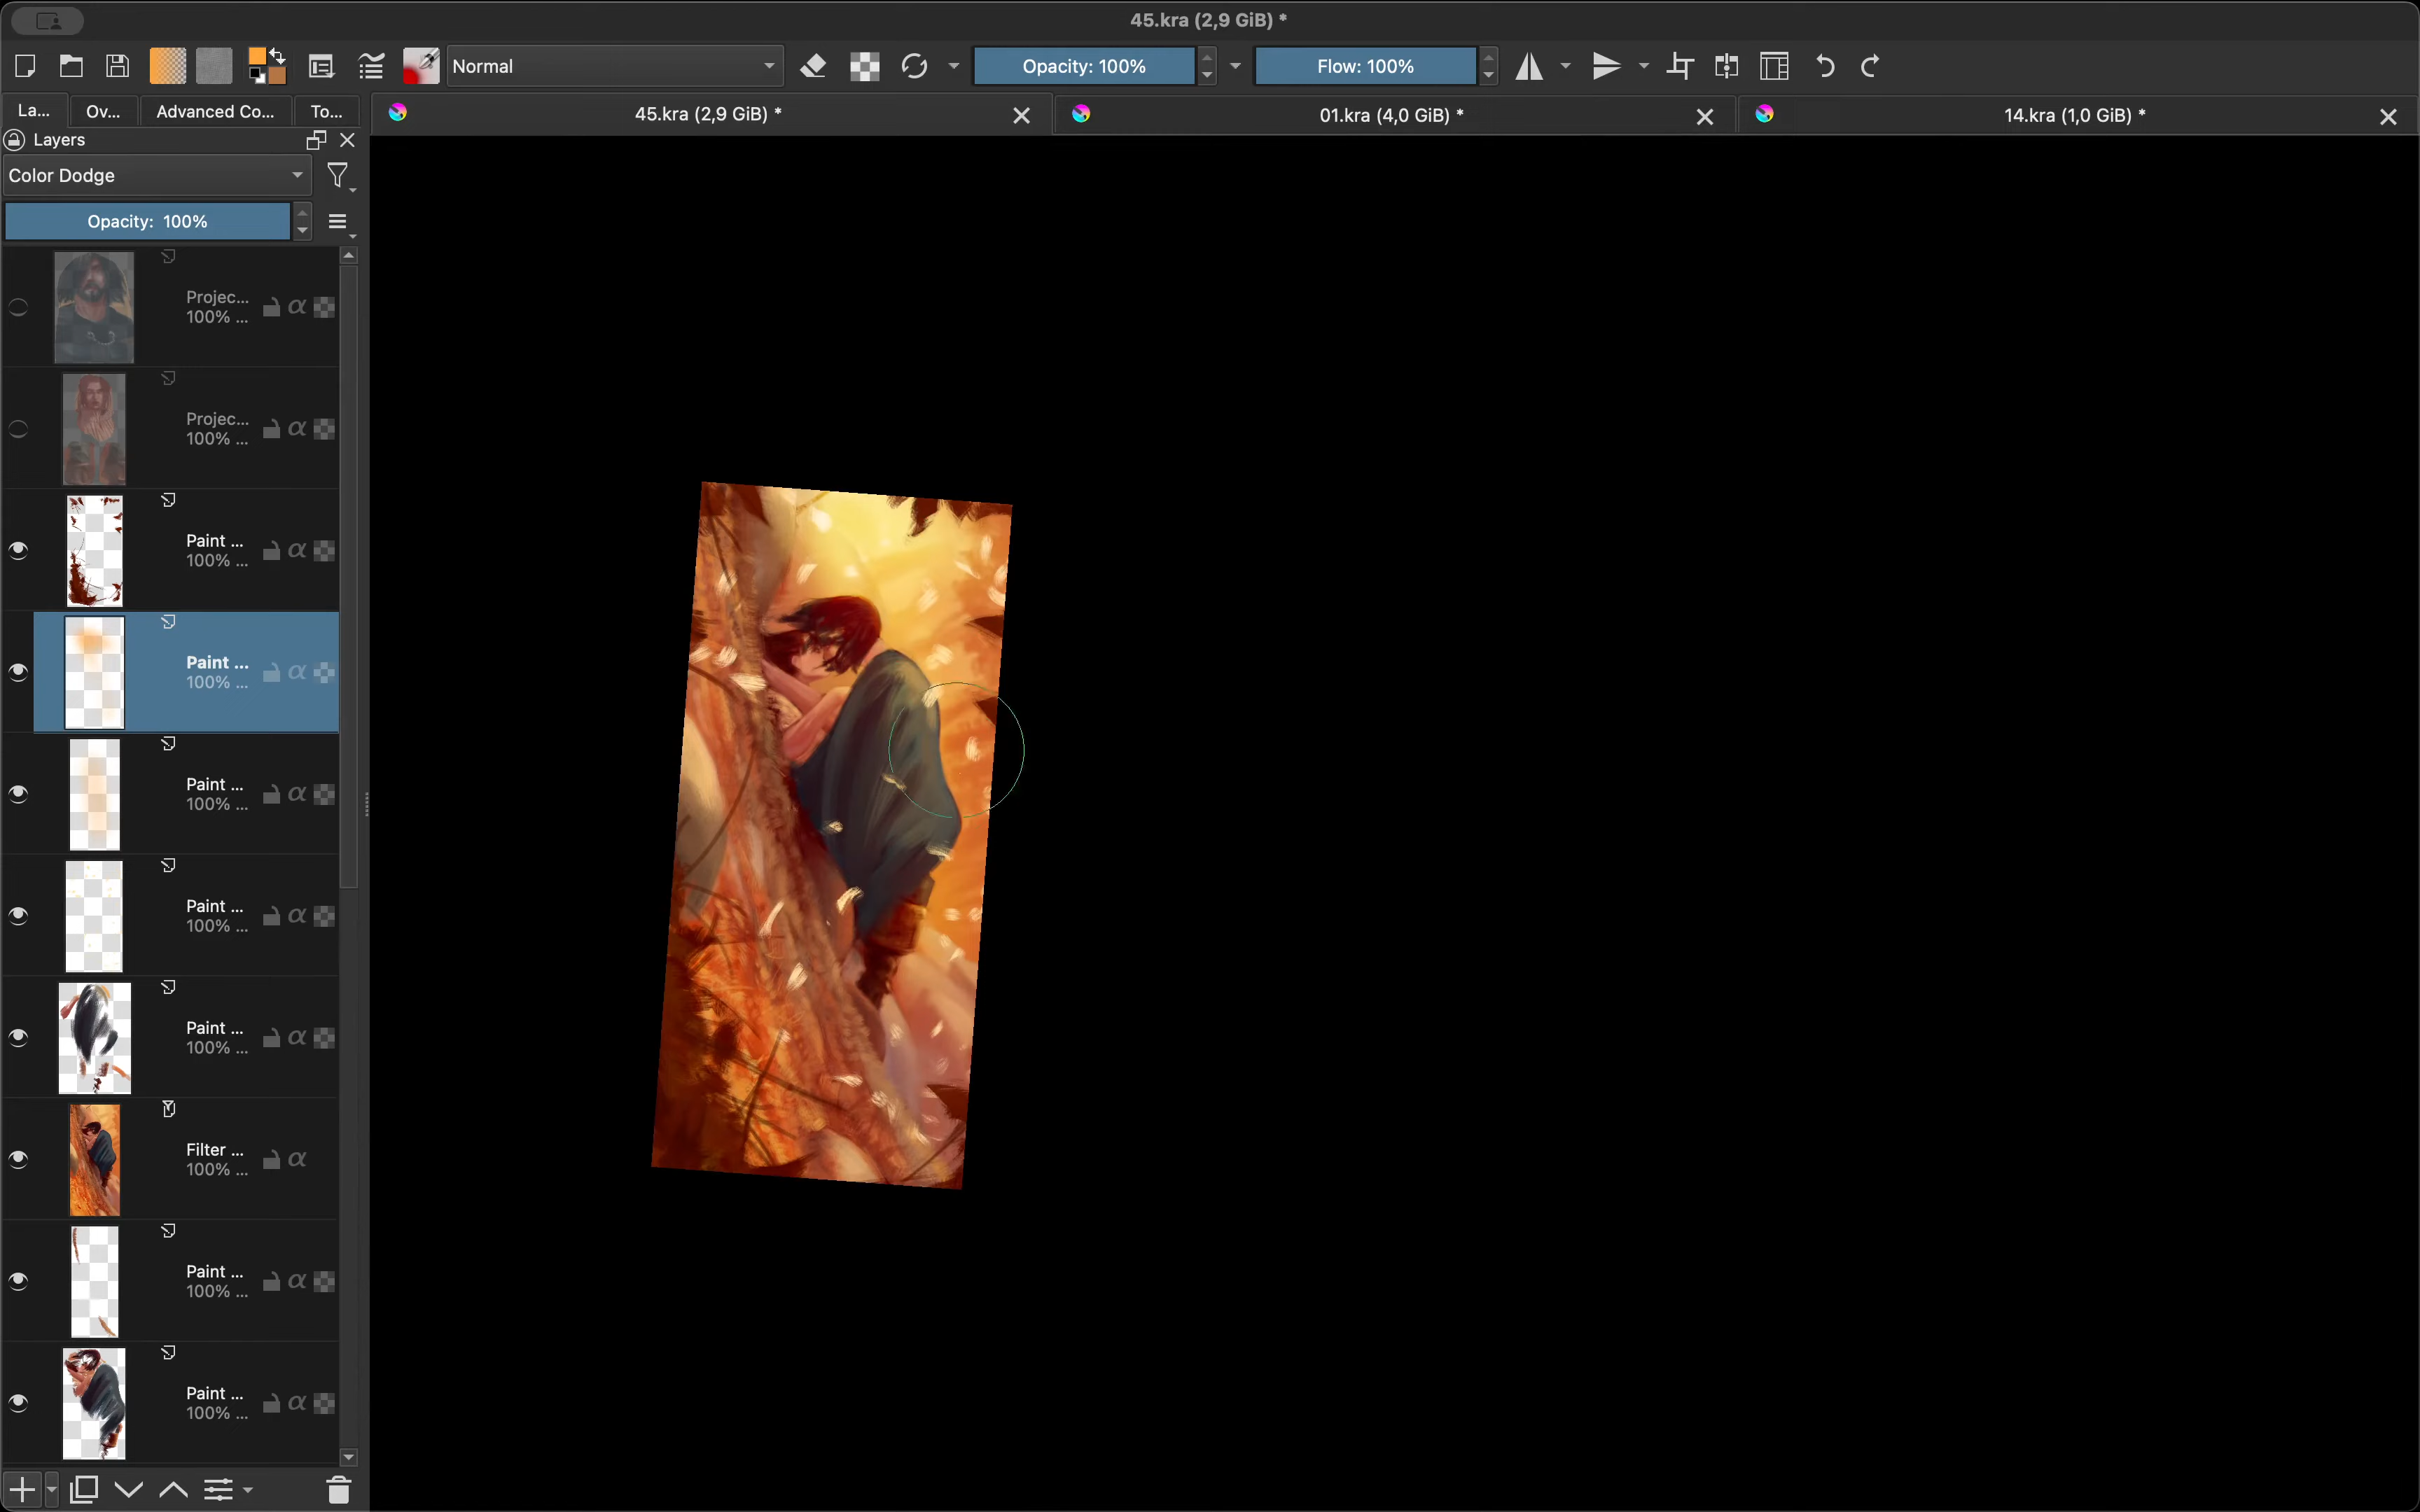 45.kra (2,9 GiB) *
Normal
Opacity: 100%
Flow: 100%
La...
Ov...
Advanced Co...
To...
45.kra (2,9 GiB) *
01.kra (4,0 GiB) *
14.kra (1,0 GiB) *
Layers
Color Dodge
Opacity: 100%
Projec...
100% ...
Projec...
100% ...
Paint ...
100% ...
Paint ...
100% ...
Paint ...
100% ...
Paint ...
100% ...
Paint ...
100% ...
Filter ...
100% ...
Paint ...
100% ...
Paint ...
100% ...